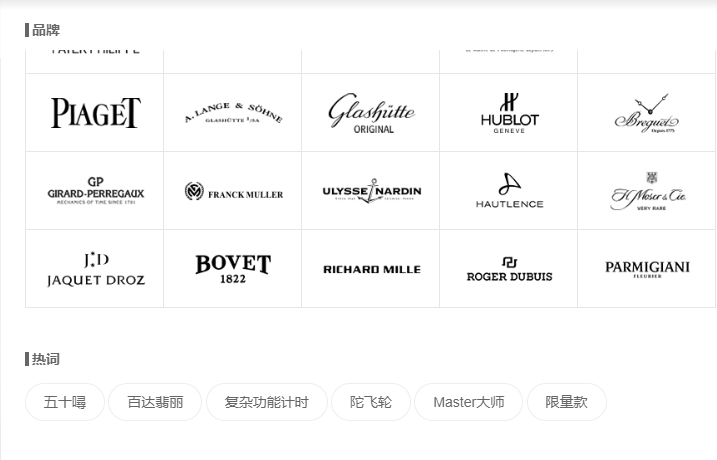 品牌
PIAGET
A. LANGE & SÖHNE
GLASHÜTTE I/SA
Glashütte
ORIGINAL
HUBLOT
GENEVE
Breguet
Depuis 1775
GP
GIRARD-PERREGAUX
MECHANICS OF TIME SINCE 1791
FRANCK MULLER
ULYSSE NARDIN
HAUTLENCE
H. Moser & Cie.
VERY RARE
JD
JAQUET DROZ
BOVET
1822
RICHARD MILLE
ROGER DUBUIS
PARMIGIANI
FLEURIER
热词
五十噚
百达翡丽
复杂功能计时
陀飞轮
Master大师
限量款